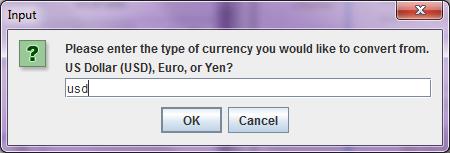 Input
Please enter the type of currency you would like to convert from.
US Dollar (USD), Euro, or Yen?
usd
OK Cancel